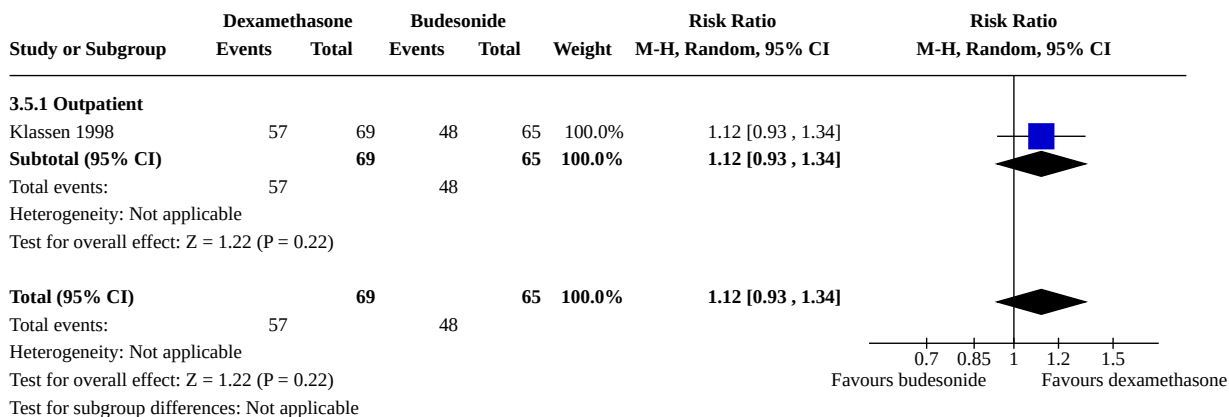 Dexamethasone Budesonide Risk Ratio Risk Ratio
Study or Subgroup Events Total Events Total Weight M-H, Random, 95% CI M-H, Random, 95% CI
3.5.1 Outpatient
Klassen 1998 57 69 48 65 100.0% 1.12 [0.93 , 1.34]
Subtotal (95% CI) 69 65 100.0% 1.12 [0.93 , 1.34]
Total events: 57 48
Heterogeneity: Not applicable
Test for overall effect: Z = 1.22 (P = 0.22)
Total (95% CI) 69 65 100.0% 1.12 [0.93 , 1.34]
Total events: 57 48
Heterogeneity: Not applicable
0.7 0.85 1 1.2 1.5
Test for overall effect: Z = 1.22 (P = 0.22) Favours budesonide Favours dexamethasone
Test for subgroup differences: Not applicable